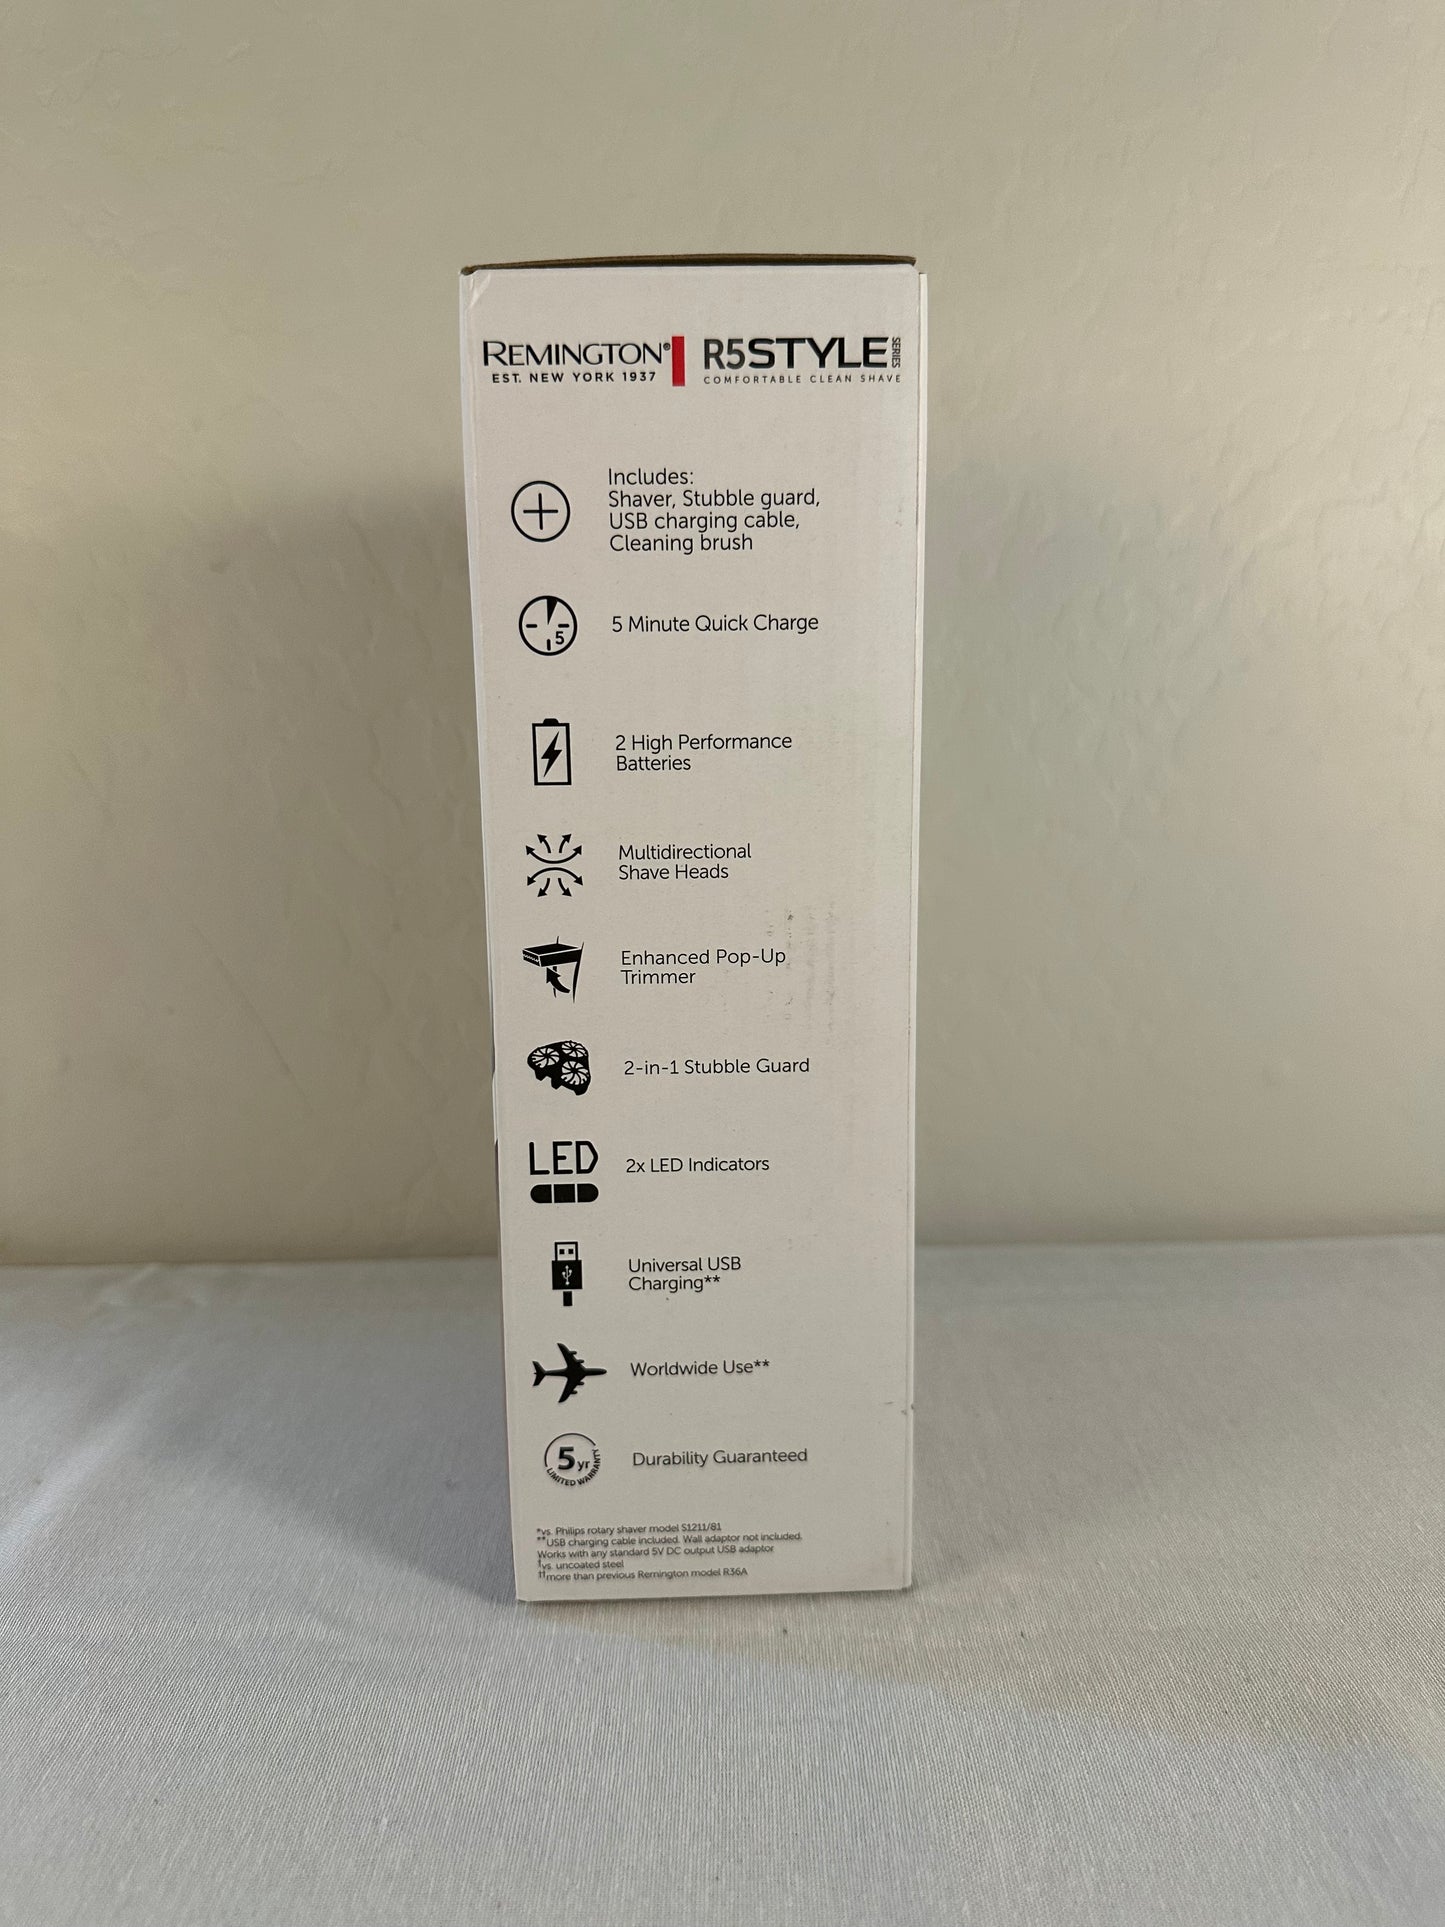 REMINGTON®
EST. NEW YORK 1937
R5STYLE SERIES
COMFORTABLE CLEAN SHAVE
Includes:
Shaver, Stubble guard,
USB charging cable,
Cleaning brush
5
5 Minute Quick Charge
2 High Performance
Batteries
Multidirectional
Shave Heads
Enhanced Pop-Up
Trimmer
2-in-1 Stubble Guard
LED
2x LED Indicators
Universal USB
Charging**
Worldwide Use**
5 yr
LIMITED WARRANTY
Durability Guaranteed
*vs. Philips rotary shaver model S1211/81
**USB charging cable included. Wall adaptor not included.
Works with any standard 5V DC output USB adaptor
†vs. uncoated steel
††more than previous Remington model R36A